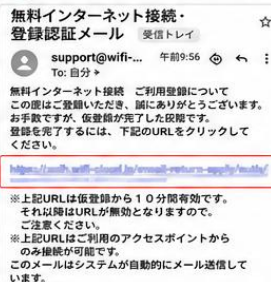 無料インターネット接続・
登録認証メール 受信トレイ
support@wifi-... 午前9:56
To: 自分
無料インターネット接続 ご利用登録について
この度はご登録いただき、誠にありがとうございます。
お手数ですが、仮登録が完了した段階です。
登録を完了するには、下記のURLをクリックして
ください。
※上記URLは仮登録から10分間有効です。
それ以降はURLが無効となりますので、
ご注意ください。
※上記URLはご利用のアクセスポイントから
のみ接続が可能です。
このメールはシステムが自動的にメール送信して
います。